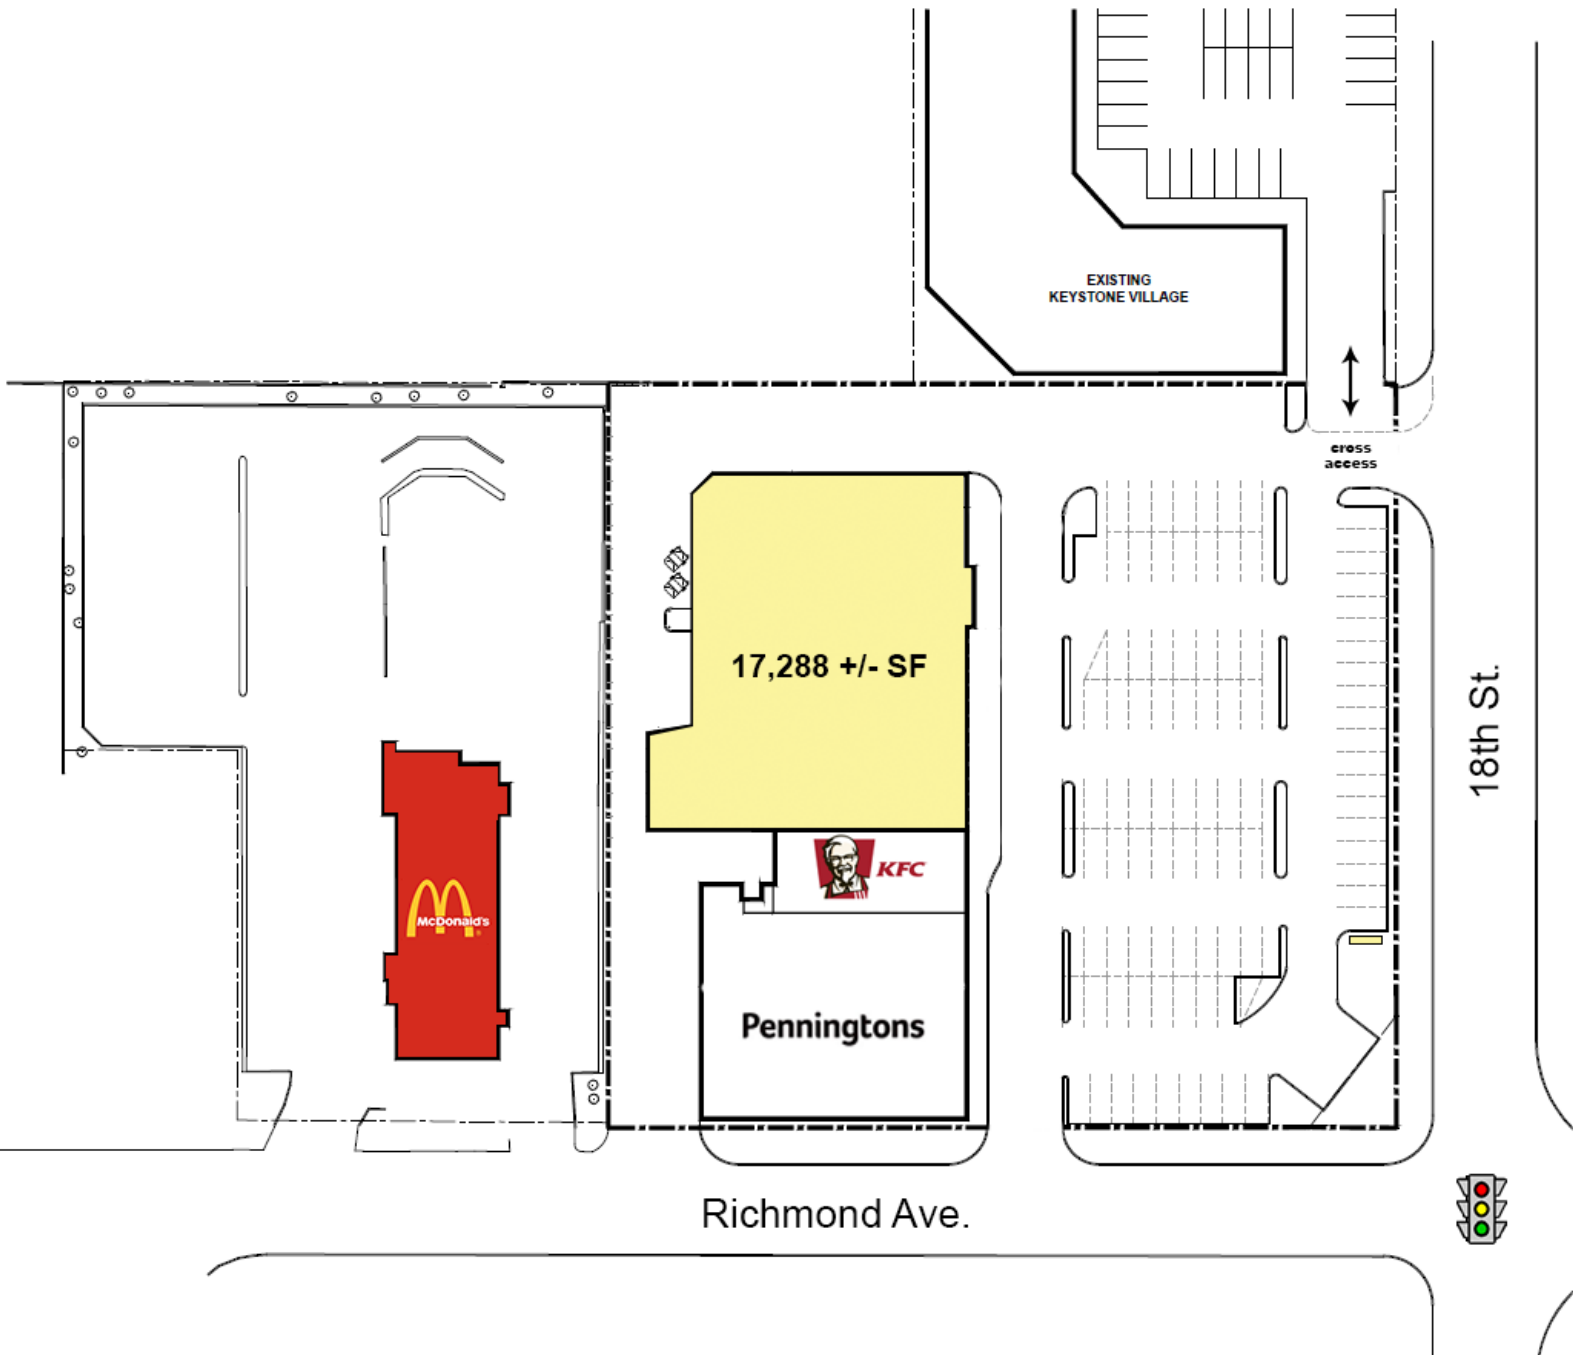 EXISTING
KEYSTONE VILLAGE
cross
access
17,288 +/- SF
18th St.
KFC
McDonald's
Penningtons
Richmond Ave.